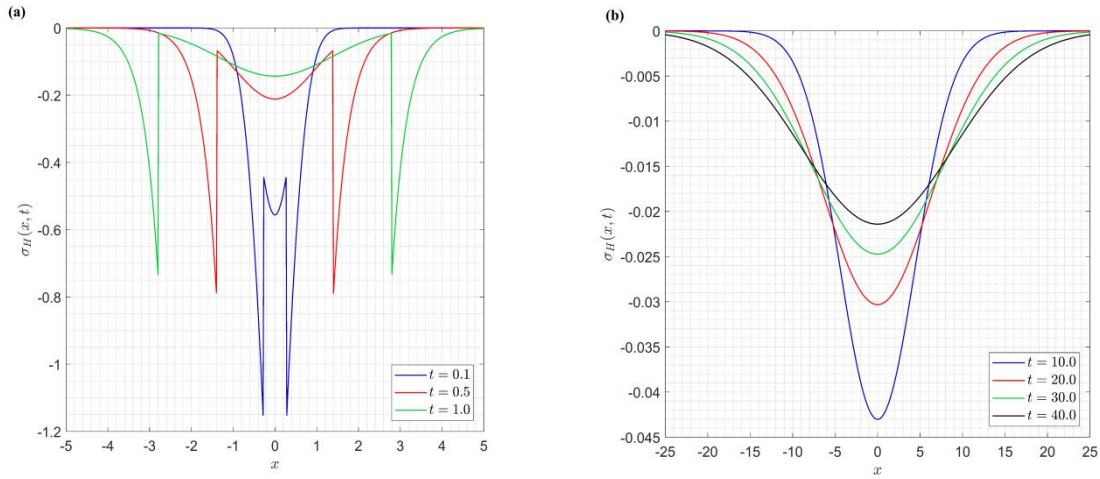 (a)
0
-0.2
-0.4
-0.6
-0.8
-1
-1.2
σ_H(x, t)
-5 -4 -3 -2 -1 0 1 2 3 4 5
x
t = 0.1
t = 0.5
t = 1.0
(b)
0
-0.005
-0.01
-0.015
-0.02
-0.025
-0.03
-0.035
-0.04
-0.045
σ_H(x, t)
-25 -20 -15 -10 -5 0 5 10 15 20 25
x
t = 10.0
t = 20.0
t = 30.0
t = 40.0